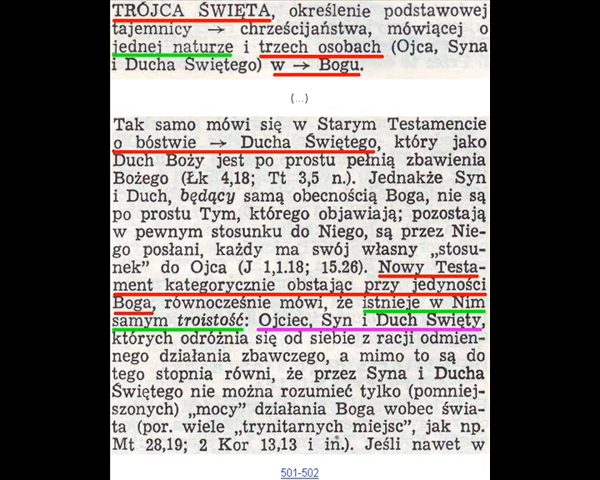 TRÓJCA ŚWIĘTA, określenie podstawowej
tajemnicy → chrześcijaństwa, mówiącej o
jednej naturze i trzech osobach (Ojca, Syna
i Ducha Świętego) w → Bogu.
(...)
Tak samo mówi się w Starym Testamencie
o bóstwie → Ducha Świętego, który jako
Duch Boży jest po prostu pełnią zbawienia
Bożego (Łk 4,18; Tt 3,5 n.). Jednakże Syn
i Duch, będący samą obecnością Boga, nie są
po prostu Tym, którego objawiają; pozostają
w pewnym stosunku do Niego, są przez Nie-
go posłani, każdy ma swój własny „stosu-
nek” do Ojca (J 1,1.18; 15.26). Nowy Testa-
ment kategorycznie obstając przy jedyności
Boga, równocześnie mówi, że istnieje w Nim
samym troistość: Ojciec, Syn i Duch Święty,
których odróżnia się od siebie z racji odmien-
nego działania zbawczego, a mimo to są do
tego stopnia równi, że przez Syna i Ducha
Świętego nie można rozumieć tylko (pomniej-
szonych) „mocy” działania Boga wobec świa-
ta (por. wiele „trynitarnych miejsc”, jak np.
Mt 28,19; 2 Kor 13,13 i in.). Jeśli nawet w
501-502